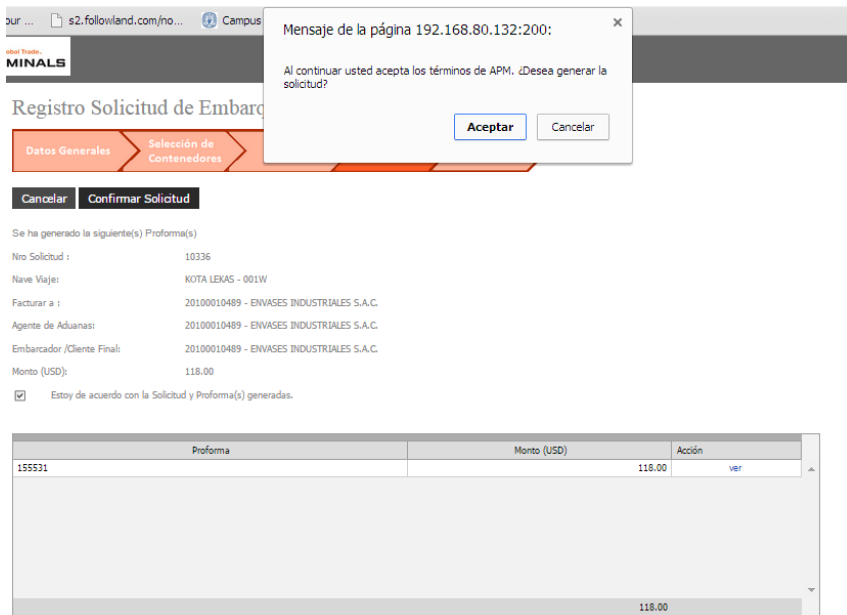 our ... s2.followland.com/no... Campus
Mensaje de la página 192.168.80.132:200:
Al continuar usted acepta los términos de APM. ¿Desea generar la
solicitud?
Aceptar Cancelar
obal Trade.
MINALS
Registro Solicitud de Embarq
Datos Generales
Selección de
Contenedores
Cancelar Confirmar Solicitud
Se ha generado la siguiente(s) Proforma(s)
Nro Solicitud : 10336
Nave Viaje: KOTA LEKAS - 001W
Facturar a : 20100010489 - ENVASES INDUSTRIALES S.A.C.
Agente de Aduanas: 20100010489 - ENVASES INDUSTRIALES S.A.C.
Embarcador /Cliente Final: 20100010489 - ENVASES INDUSTRIALES S.A.C.
Monto (USD): 118.00
Estoy de acuerdo con la Solicitud y Proforma(s) generadas.
Proforma Monto (USD) Acción
155531 118.00 ver
118.00